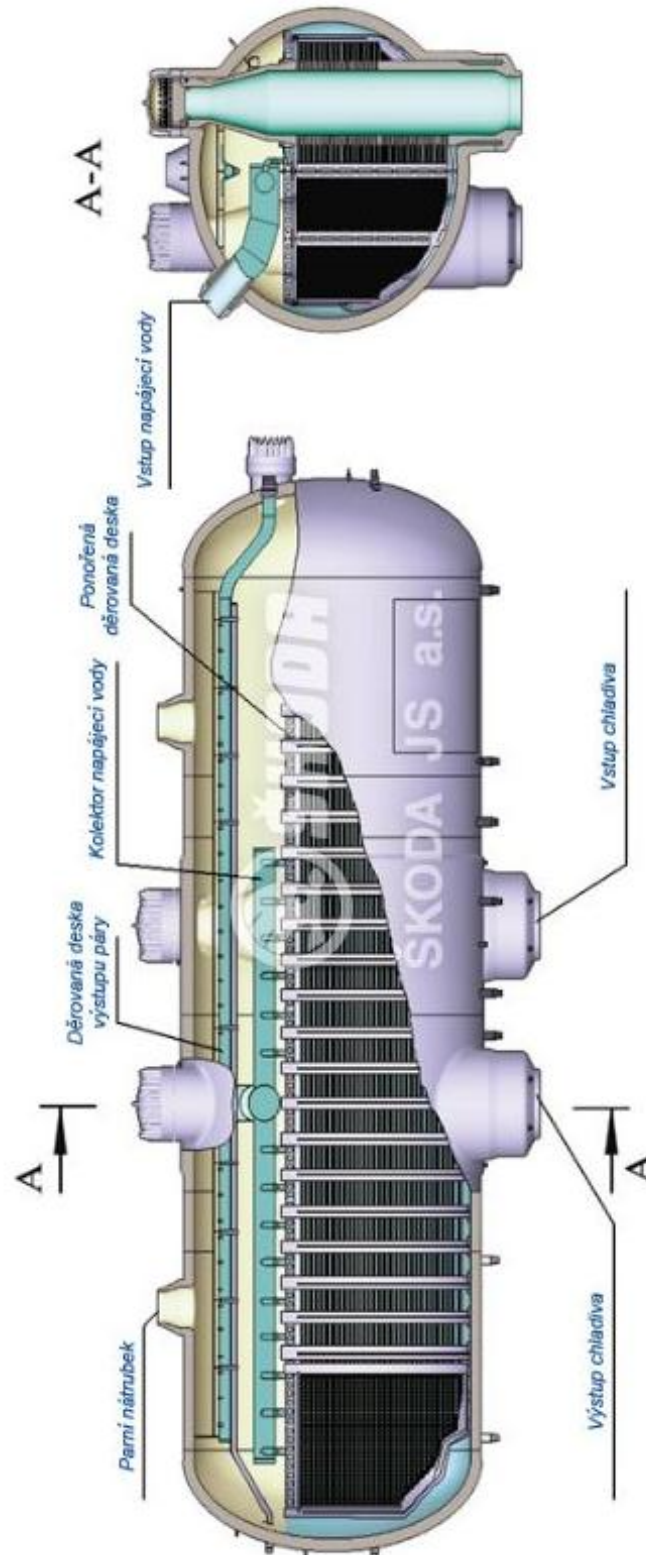 A-A
Vstup napájecí vody
Ponořená
děrovaná deska
Kolektor napájecí vody
Děrovaná deska
výstupu páry
A
Parní nátrubek
ŠKODA
ŠKODA JS a.s.
Vstup chladiva
Výstup chladiva
A